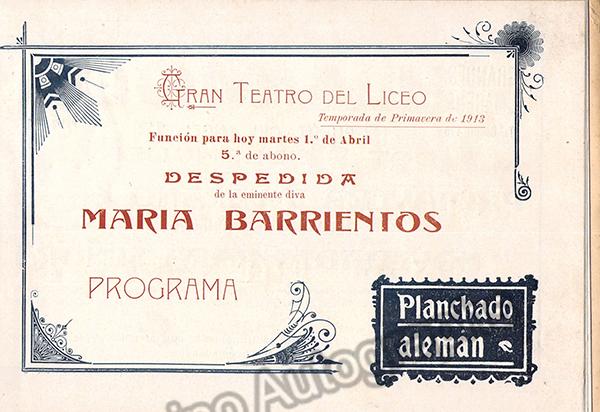 GRAN TEATRO DEL LICEO
Temporada de Primavera de 1913
Función para hoy martes 1.º de Abril
5.ª de abono.
DESPEDIDA
de la eminente diva
MARIA BARRIENTOS
PROGRAMA
Planchado
alemán